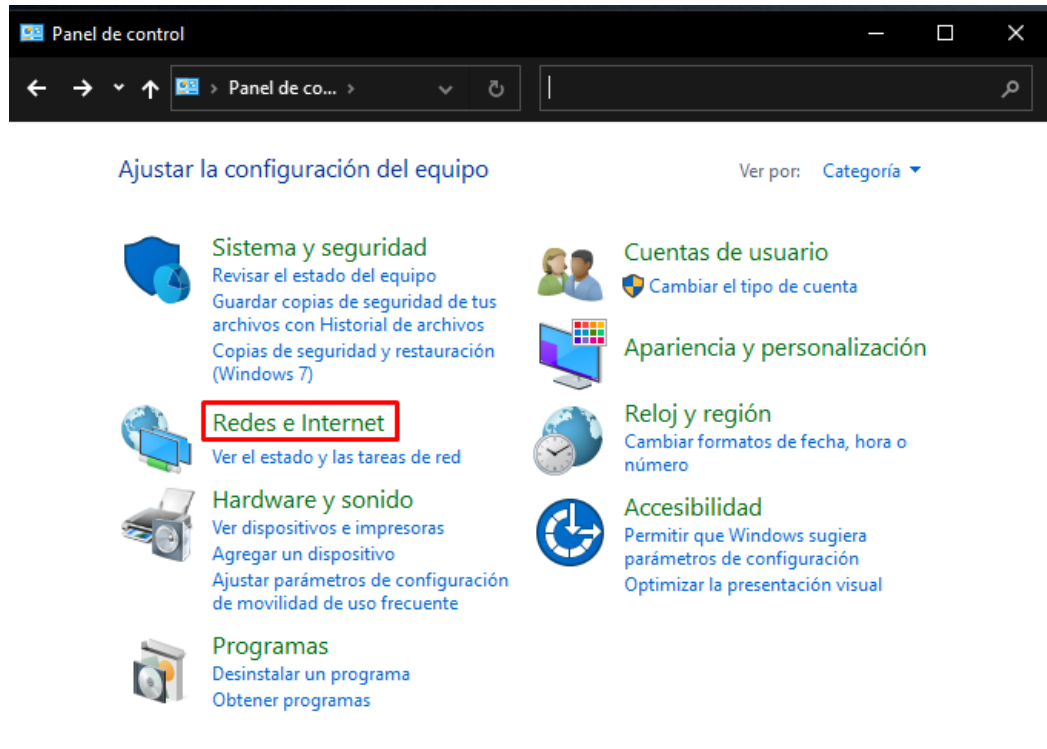 Panel de control
Panel de co...
Ajustar la configuración del equipo
Ver por: Categoría
Sistema y seguridad
Revisar el estado del equipo
Guardar copias de seguridad de tus
archivos con Historial de archivos
Copias de seguridad y restauración
(Windows 7)
Redes e Internet
Ver el estado y las tareas de red
Hardware y sonido
Ver dispositivos e impresoras
Agregar un dispositivo
Ajustar parámetros de configuración
de movilidad de uso frecuente
Programas
Desinstalar un programa
Obtener programas
Cuentas de usuario
Cambiar el tipo de cuenta
Apariencia y personalización
Reloj y región
Cambiar formatos de fecha, hora o
número
Accesibilidad
Permitir que Windows sugiera
parámetros de configuración
Optimizar la presentación visual